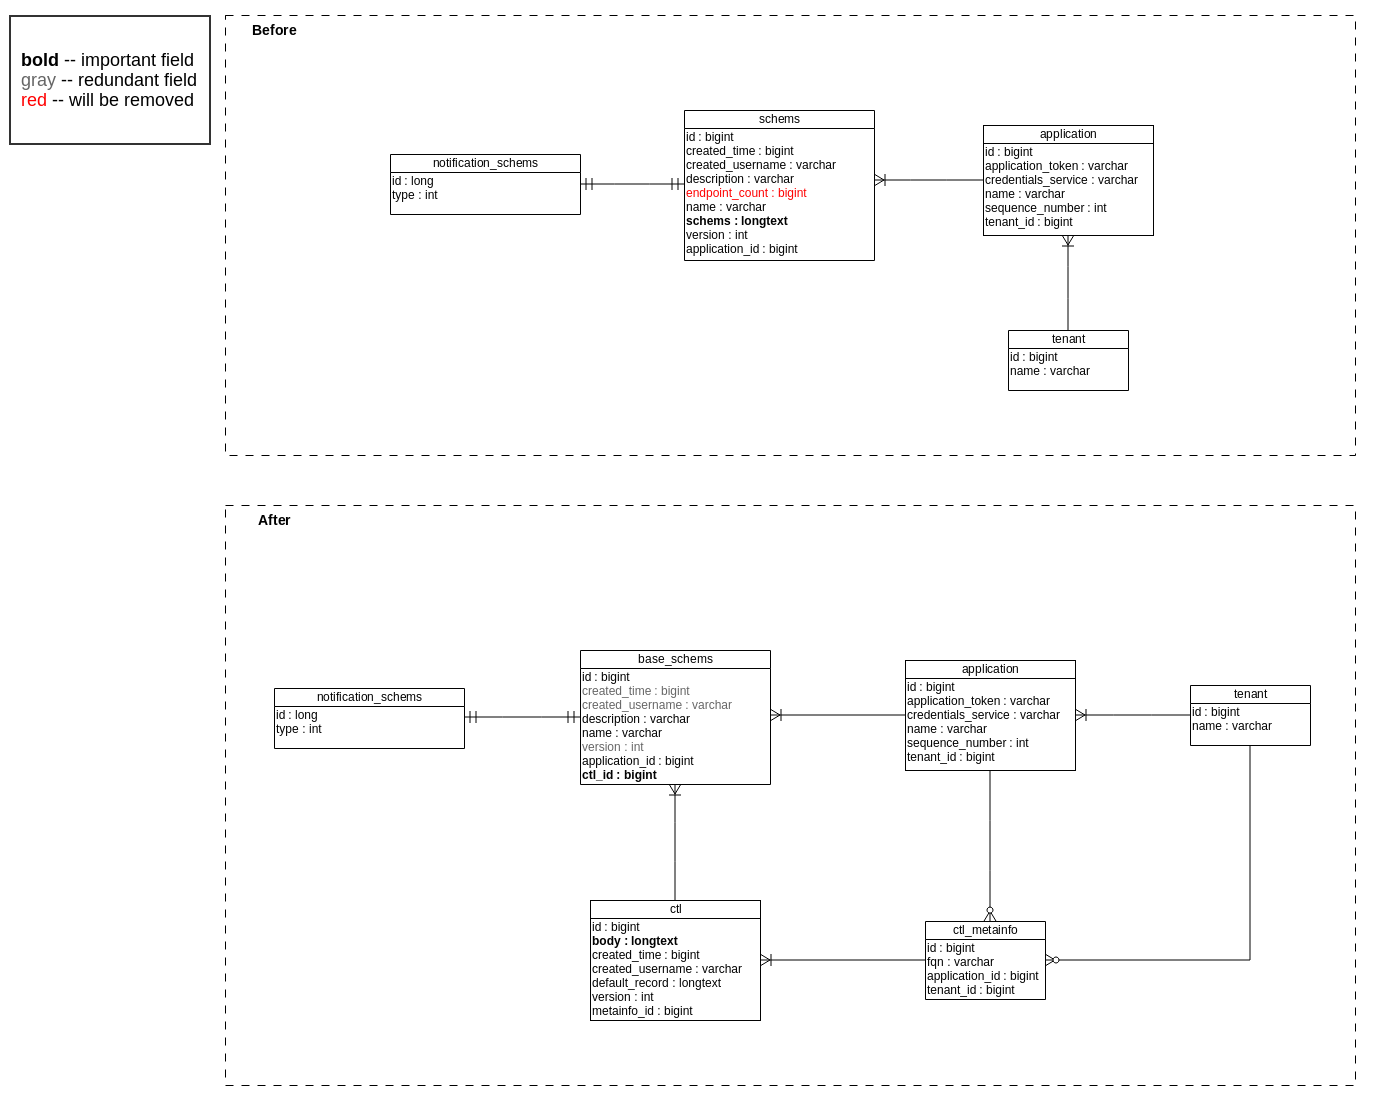 bold -- important field
gray -- redundant field
red -- will be removed
Before
notification_schems
id : long
type : int
schems
id : bigint
created_time : bigint
created_username : varchar
description : varchar
endpoint_count : bigint
name : varchar
schems : longtext
version : int
application_id : bigint
application
id : bigint
application_token : varchar
credentials_service : varchar
name : varchar
sequence_number : int
tenant_id : bigint
tenant
id : bigint
name : varchar
After
notification_schems
id : long
type : int
base_schems
id : bigint
created_time : bigint
created_username : varchar
description : varchar
name : varchar
version : int
application_id : bigint
ctl_id : bigint
application
id : bigint
application_token : varchar
credentials_service : varchar
name : varchar
sequence_number : int
tenant_id : bigint
tenant
id : bigint
name : varchar
ctl
id : bigint
body : longtext
created_time : bigint
created_username : varchar
default_record : longtext
version : int
metainfo_id : bigint
ctl_metainfo
id : bigint
fqn : varchar
application_id : bigint
tenant_id : bigint